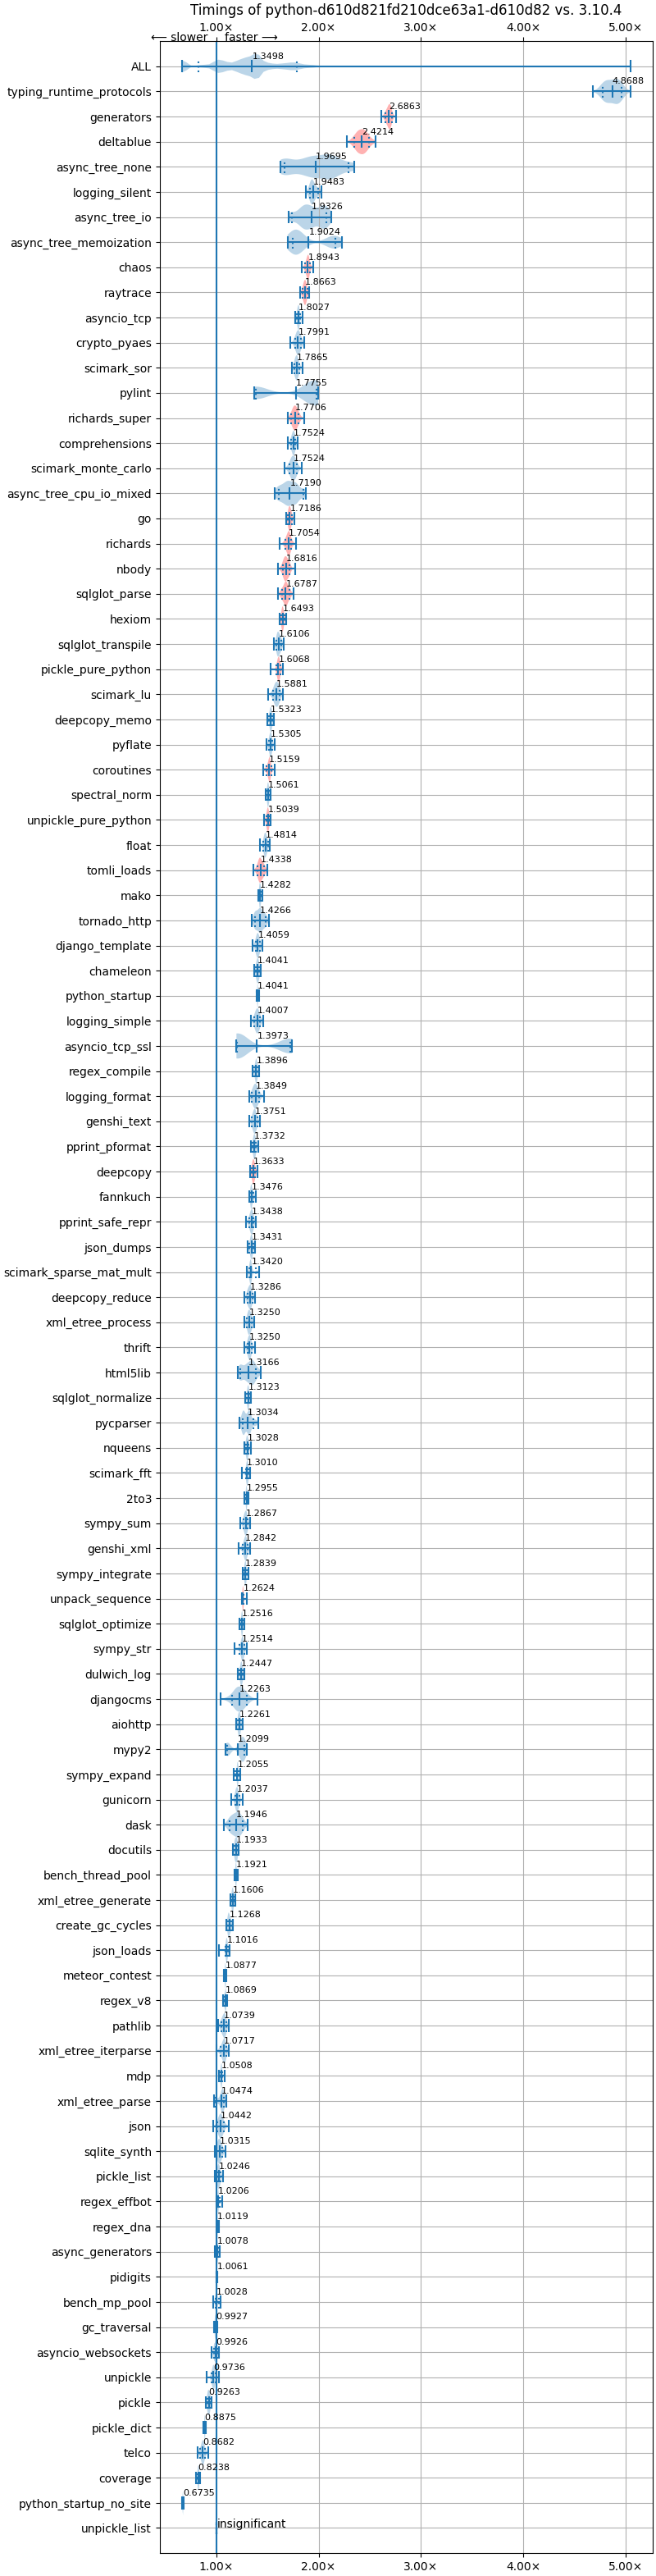 Timings of python-d610d821fd210dce63a1-d610d82 vs. 3.10.4
⟵ slower faster ⟶
1.00× 2.00× 3.00× 4.00× 5.00×
ALL 1.3498
typing_runtime_protocols 4.8688
generators 2.6863
deltablue 2.4214
async_tree_none 1.9695
logging_silent 1.9483
async_tree_io 1.9326
async_tree_memoization 1.9024
chaos 1.8943
raytrace 1.8663
asyncio_tcp 1.8027
crypto_pyaes 1.7991
scimark_sor 1.7865
pylint 1.7755
richards_super 1.7706
comprehensions 1.7524
scimark_monte_carlo 1.7524
async_tree_cpu_io_mixed 1.7190
go 1.7186
richards 1.7054
nbody 1.6816
sqlglot_parse 1.6787
hexiom 1.6493
sqlglot_transpile 1.6106
pickle_pure_python 1.6068
scimark_lu 1.5881
deepcopy_memo 1.5323
pyflate 1.5305
coroutines 1.5159
spectral_norm 1.5061
unpickle_pure_python 1.5039
float 1.4814
tomli_loads 1.4338
mako 1.4282
tornado_http 1.4266
django_template 1.4059
chameleon 1.4041
python_startup 1.4041
logging_simple 1.4007
asyncio_tcp_ssl 1.3973
regex_compile 1.3896
logging_format 1.3849
genshi_text 1.3751
pprint_pformat 1.3732
deepcopy 1.3633
fannkuch 1.3476
pprint_safe_repr 1.3438
json_dumps 1.3431
scimark_sparse_mat_mult 1.3420
deepcopy_reduce 1.3286
xml_etree_process 1.3250
thrift 1.3250
html5lib 1.3166
sqlglot_normalize 1.3123
pycparser 1.3034
nqueens 1.3028
scimark_fft 1.3010
2to3 1.2955
sympy_sum 1.2867
genshi_xml 1.2842
sympy_integrate 1.2839
unpack_sequence 1.2624
sqlglot_optimize 1.2516
sympy_str 1.2514
dulwich_log 1.2447
djangocms 1.2263
aiohttp 1.2261
mypy2 1.2099
sympy_expand 1.2055
gunicorn 1.2037
dask 1.1946
docutils 1.1933
bench_thread_pool 1.1921
xml_etree_generate 1.1606
create_gc_cycles 1.1268
json_loads 1.1016
meteor_contest 1.0877
regex_v8 1.0869
pathlib 1.0739
xml_etree_iterparse 1.0717
mdp 1.0508
xml_etree_parse 1.0474
json 1.0442
sqlite_synth 1.0315
pickle_list 1.0246
regex_effbot 1.0206
regex_dna 1.0119
async_generators 1.0078
pidigits 1.0061
bench_mp_pool 1.0028
gc_traversal 0.9927
asyncio_websockets 0.9926
unpickle 0.9736
pickle 0.9263
pickle_dict 0.8875
telco 0.8682
coverage 0.8238
python_startup_no_site 0.6735
unpickle_list insignificant
1.00× 2.00× 3.00× 4.00× 5.00×